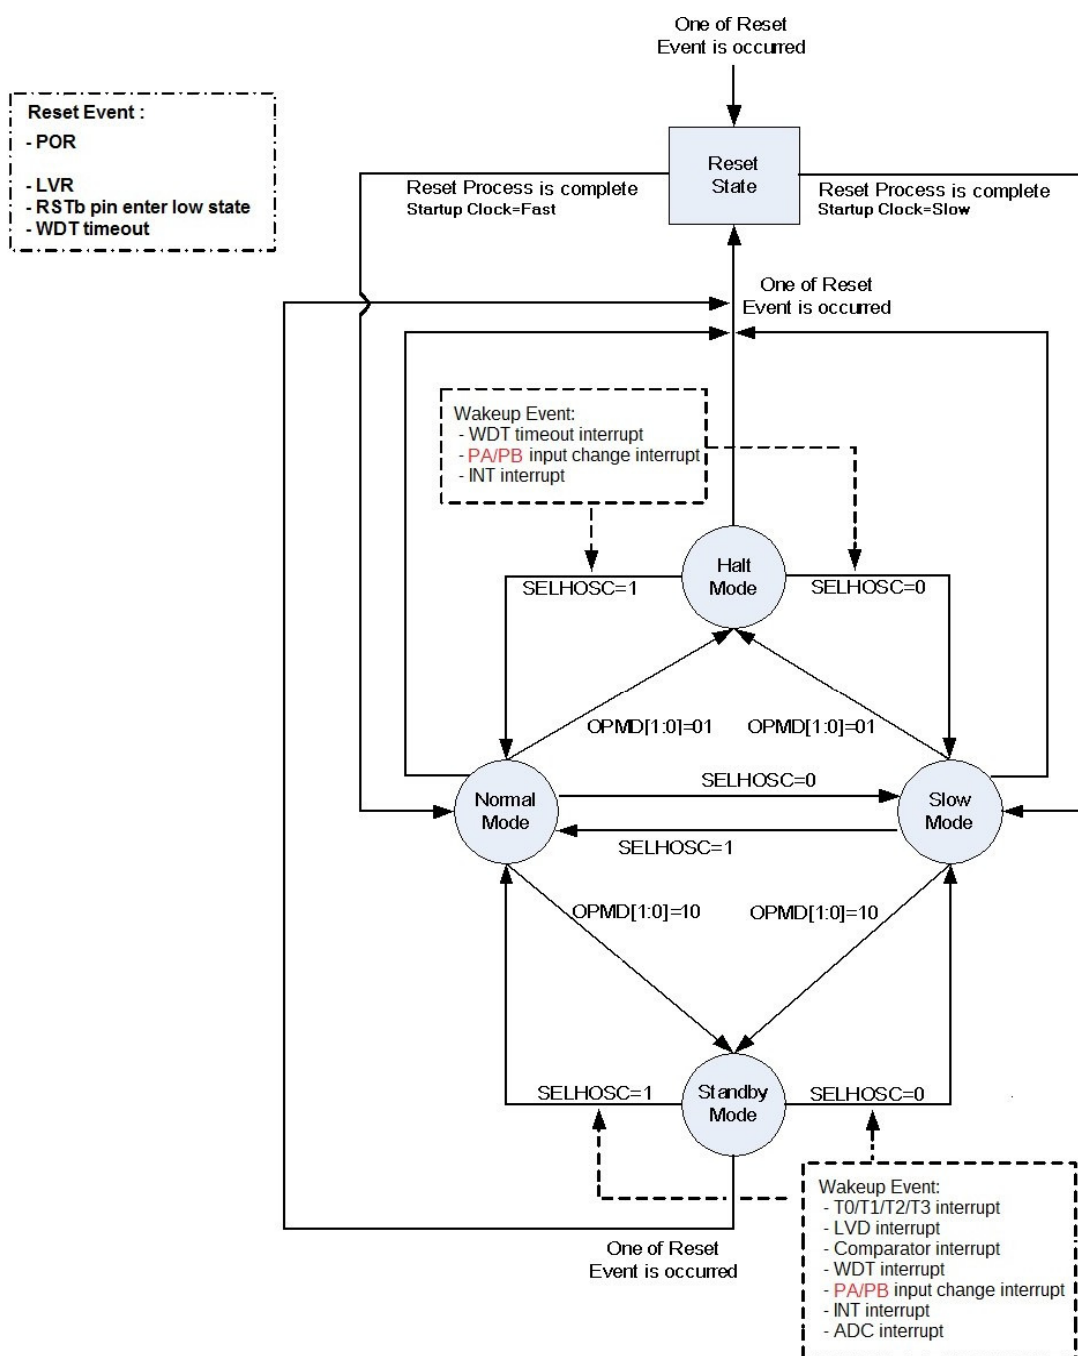 One of Reset
Event is occurred
Reset Event :
- POR
- LVR
- RSTb pin enter low state
- WDT timeout
Reset
State
Reset Process is complete
Startup Clock=Fast
Reset Process is complete
Startup Clock=Slow
One of Reset
Event is occurred
Wakeup Event:
- WDT timeout interrupt
- PA/PB input change interrupt
- INT interrupt
Halt
Mode
SELHOSC=1
SELHOSC=0
OPMD[1:0]=01
OPMD[1:0]=01
Normal
Mode
SELHOSC=0
SELHOSC=1
Slow
Mode
OPMD[1:0]=10
OPMD[1:0]=10
Standby
Mode
SELHOSC=1
SELHOSC=0
One of Reset
Event is occurred
Wakeup Event:
- T0/T1/T2/T3 interrupt
- LVD interrupt
- Comparator interrupt
- WDT interrupt
- PA/PB input change interrupt
- INT interrupt
- ADC interrupt